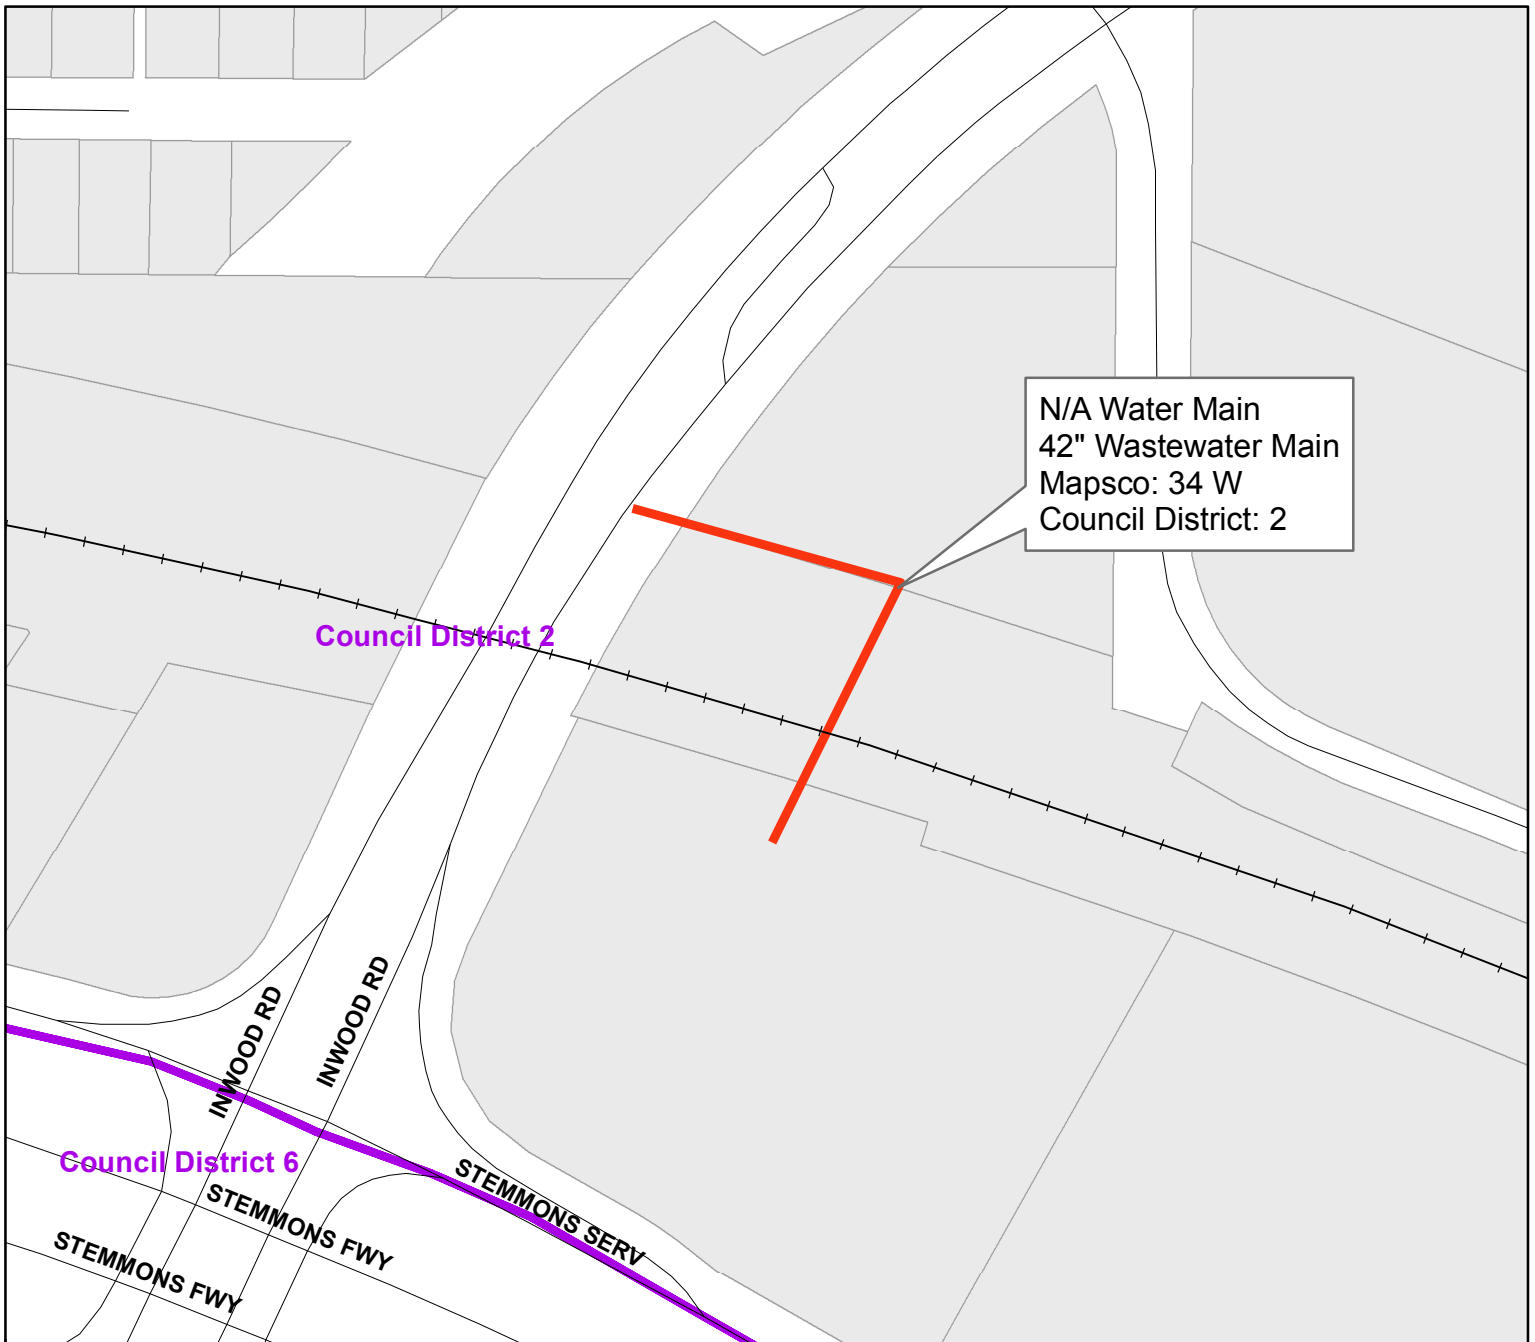 N/A Water Main
42" Wastewater Main
Mapsco: 34 W
Council District: 2
Council District 2
INWOOD RD
INWOOD RD
Council District 6
STEMMONS SERV
STEMMONS FWY
STEMMONS FWY